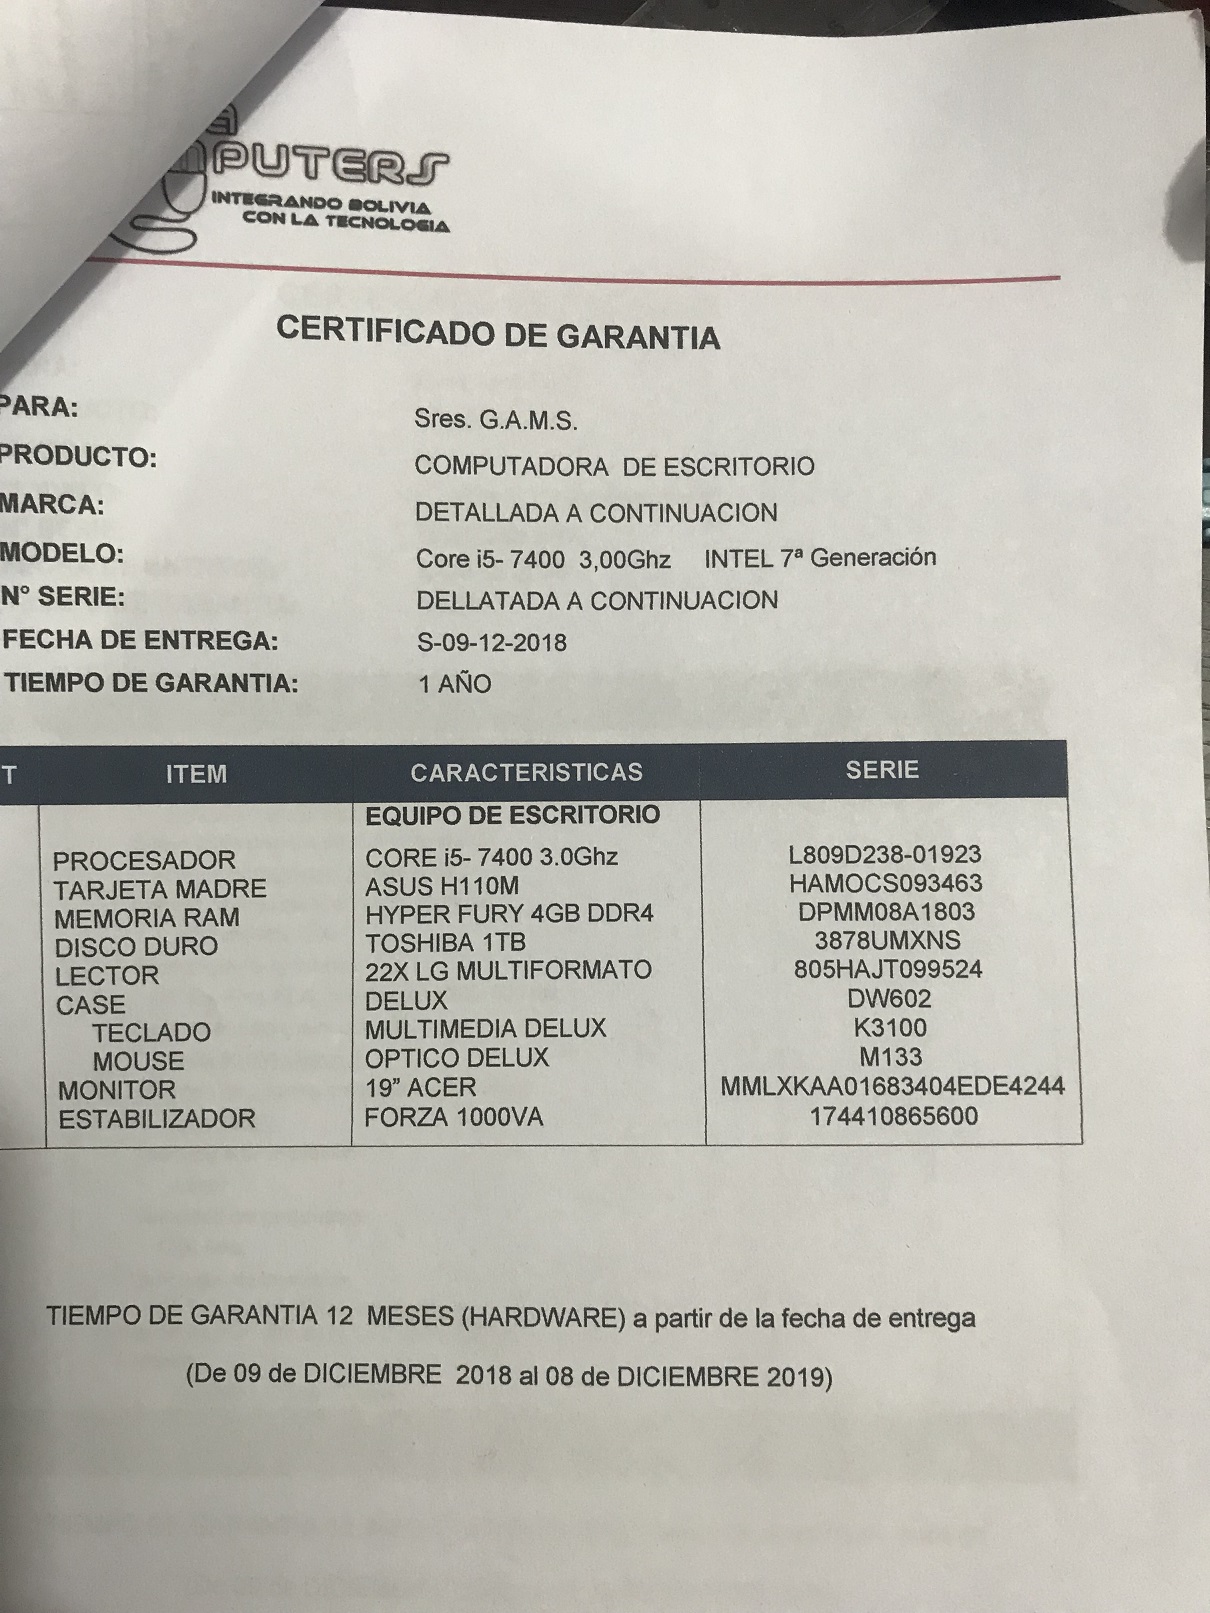 PUTERS
INTEGRANDO BOLIVIA
CON LA TECNOLOGIA
CERTIFICADO DE GARANTIA
PARA: Sres. G.A.M.S.
PRODUCTO: COMPUTADORA DE ESCRITORIO
MARCA: DETALLADA A CONTINUACION
MODELO: Core i5- 7400 3,00Ghz INTEL 7ª Generación
N° SERIE: DELLATADA A CONTINUACION
FECHA DE ENTREGA: S-09-12-2018
TIEMPO DE GARANTIA: 1 AÑO
T ITEM CARACTERISTICAS SERIE
EQUIPO DE ESCRITORIO
PROCESADOR CORE i5- 7400 3.0Ghz L809D238-01923
TARJETA MADRE ASUS H110M HAMOCS093463
MEMORIA RAM HYPER FURY 4GB DDR4 DPMM08A1803
DISCO DURO TOSHIBA 1TB 3878UMXNS
LECTOR 22X LG MULTIFORMATO 805HAJT099524
CASE DELUX DW602
TECLADO MULTIMEDIA DELUX K3100
MOUSE OPTICO DELUX M133
MONITOR 19” ACER MMLXKAA01683404EDE4244
ESTABILIZADOR FORZA 1000VA 174410865600
TIEMPO DE GARANTIA 12 MESES (HARDWARE) a partir de la fecha de entrega
(De 09 de DICIEMBRE 2018 al 08 de DICIEMBRE 2019)